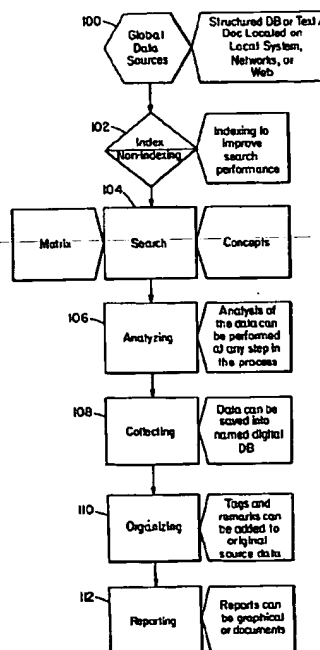 100
Global
Data
Sources
Structured DB or Text /
Doc Located on
Local System,
Networks, or
Web
102
Index
Non-Indexing
Indexing to
improve
search
performance
104
Matrix
Search
Concepts
106
Analyzing
Analysis of
the data can
be performed
at any step in
the process
108
Collecting
Data can be
saved into
named digital
DB
110
Organizing
Tags and
remarks can
be added to
original
source data
112
Reporting
Reports can
be graphical
or documents